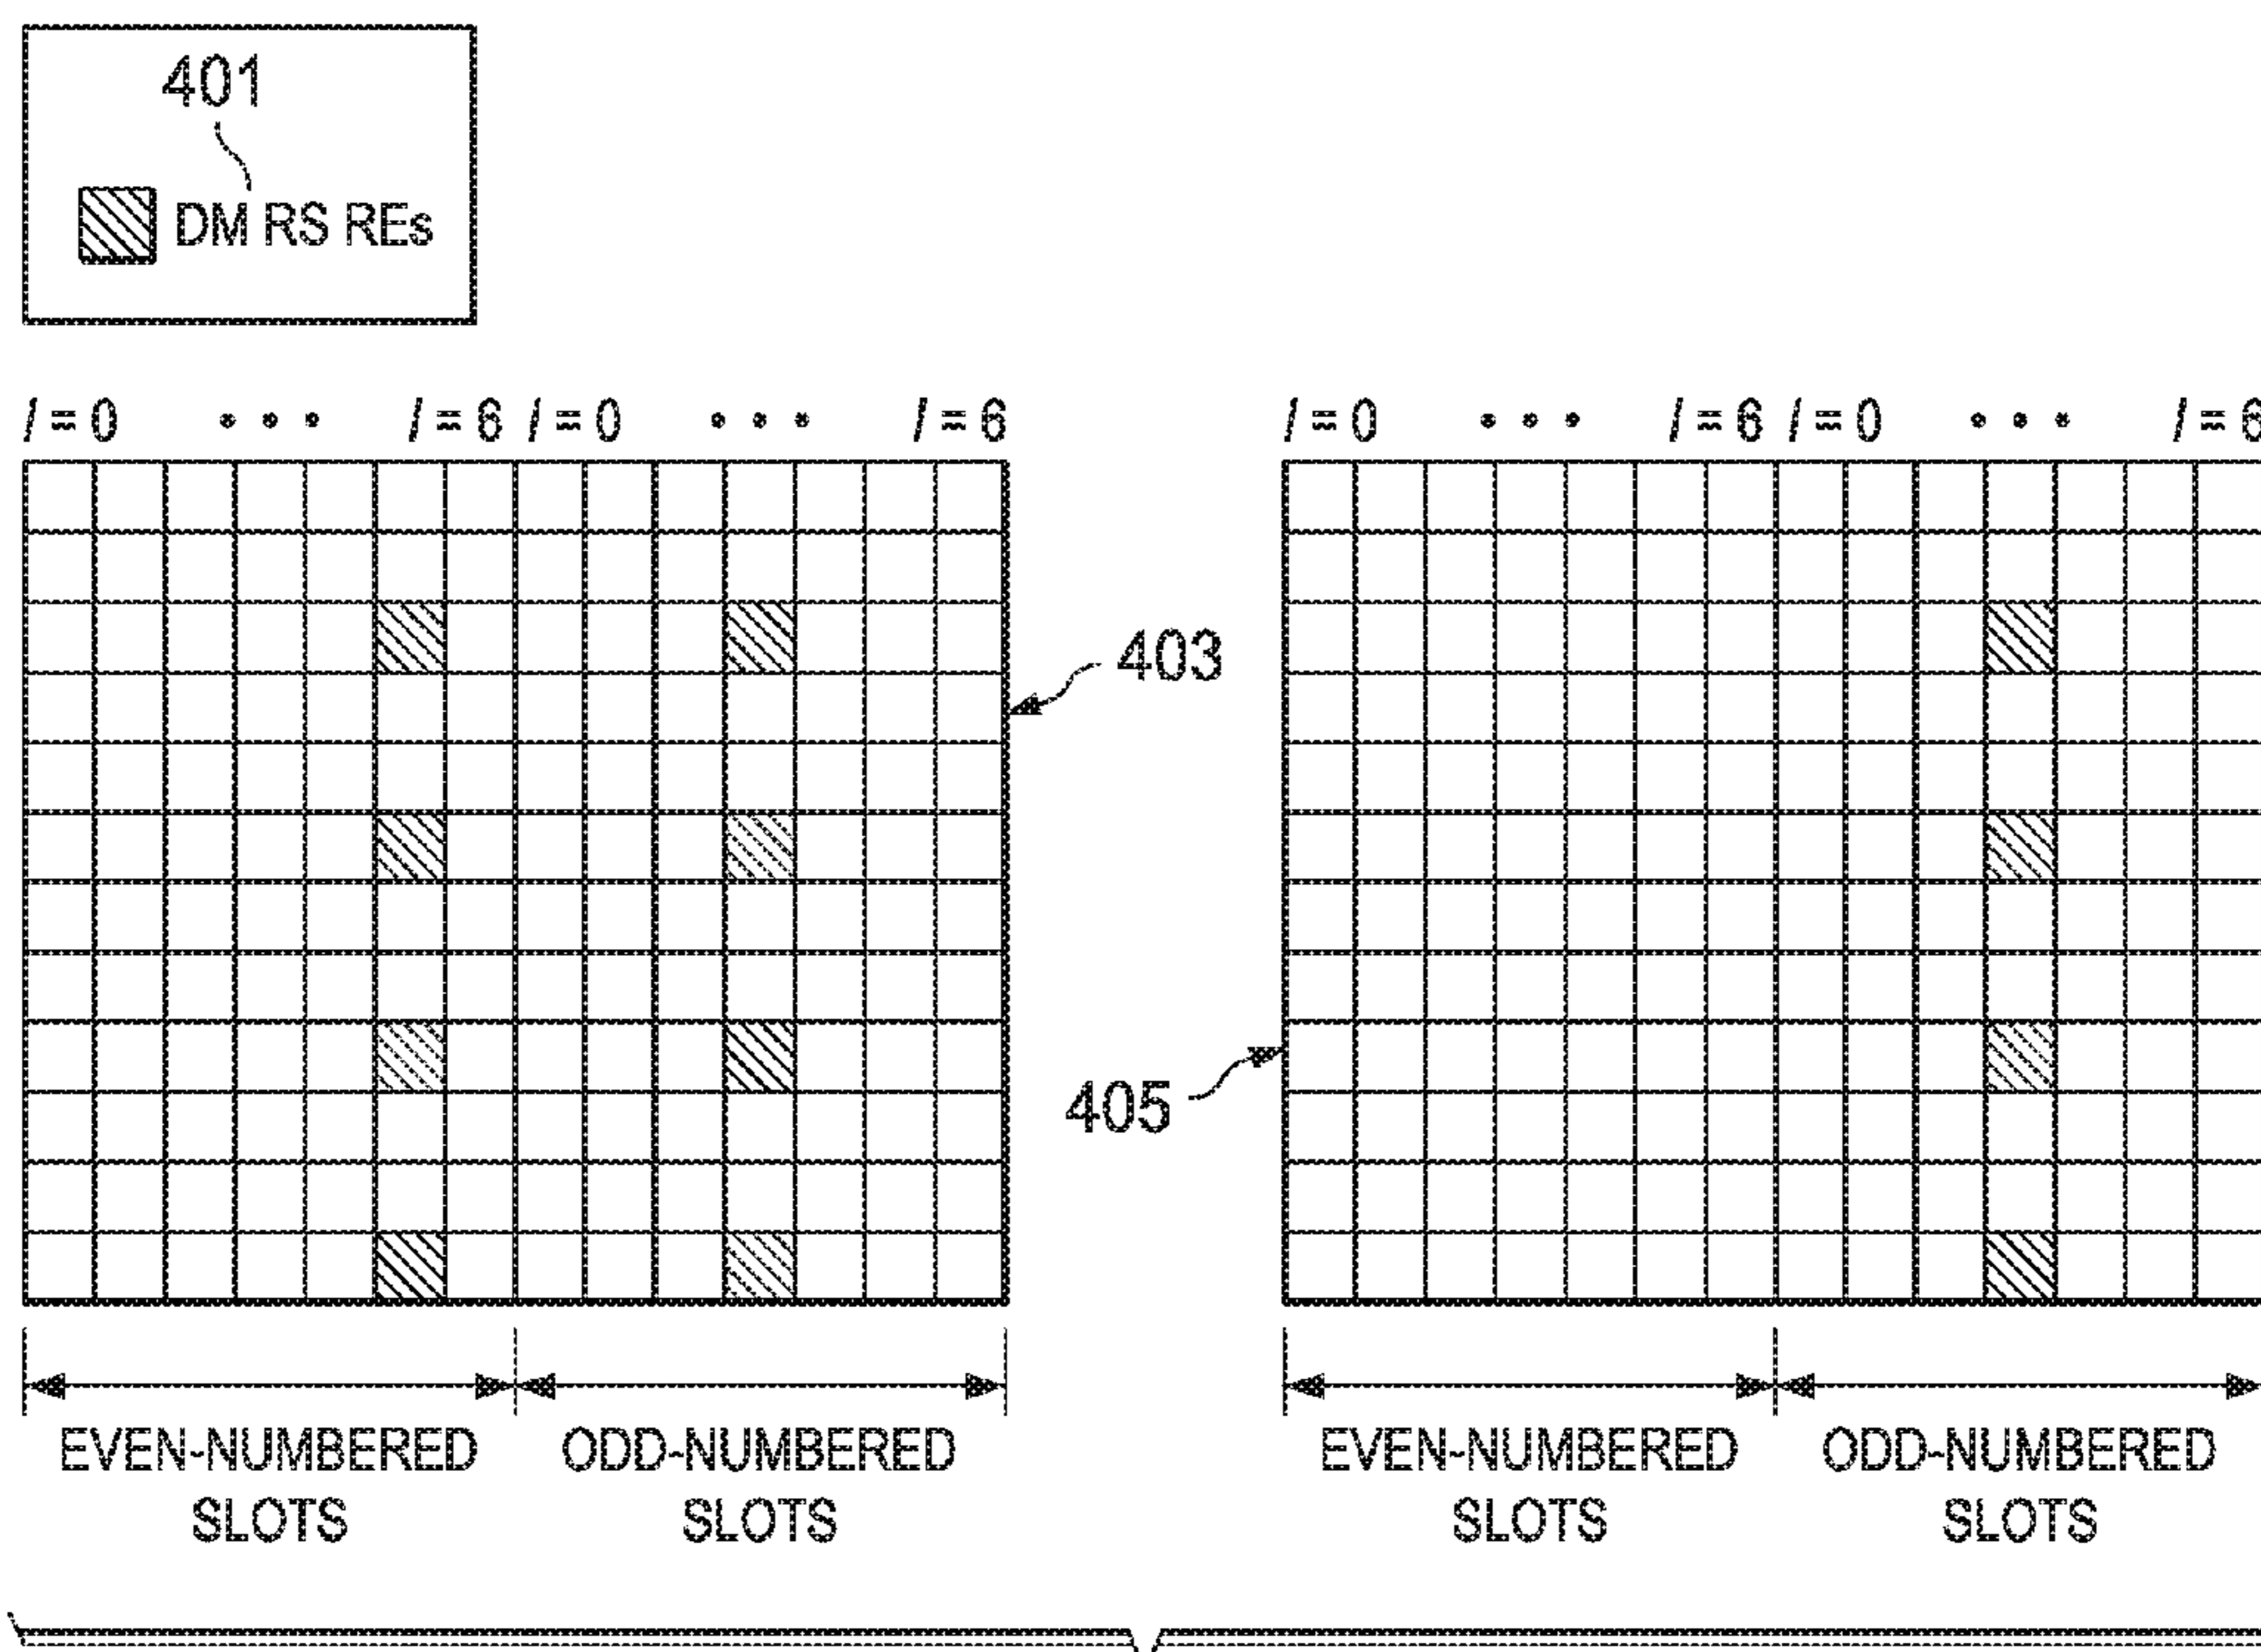 401
DM RS REs
l = 0 • • • l = 6 l = 0 • • • l = 6
l = 0 • • • l = 6 l = 0 • • • l = 6
403
405
EVEN-NUMBERED
SLOTS
ODD-NUMBERED
SLOTS
EVEN-NUMBERED
SLOTS
ODD-NUMBERED
SLOTS